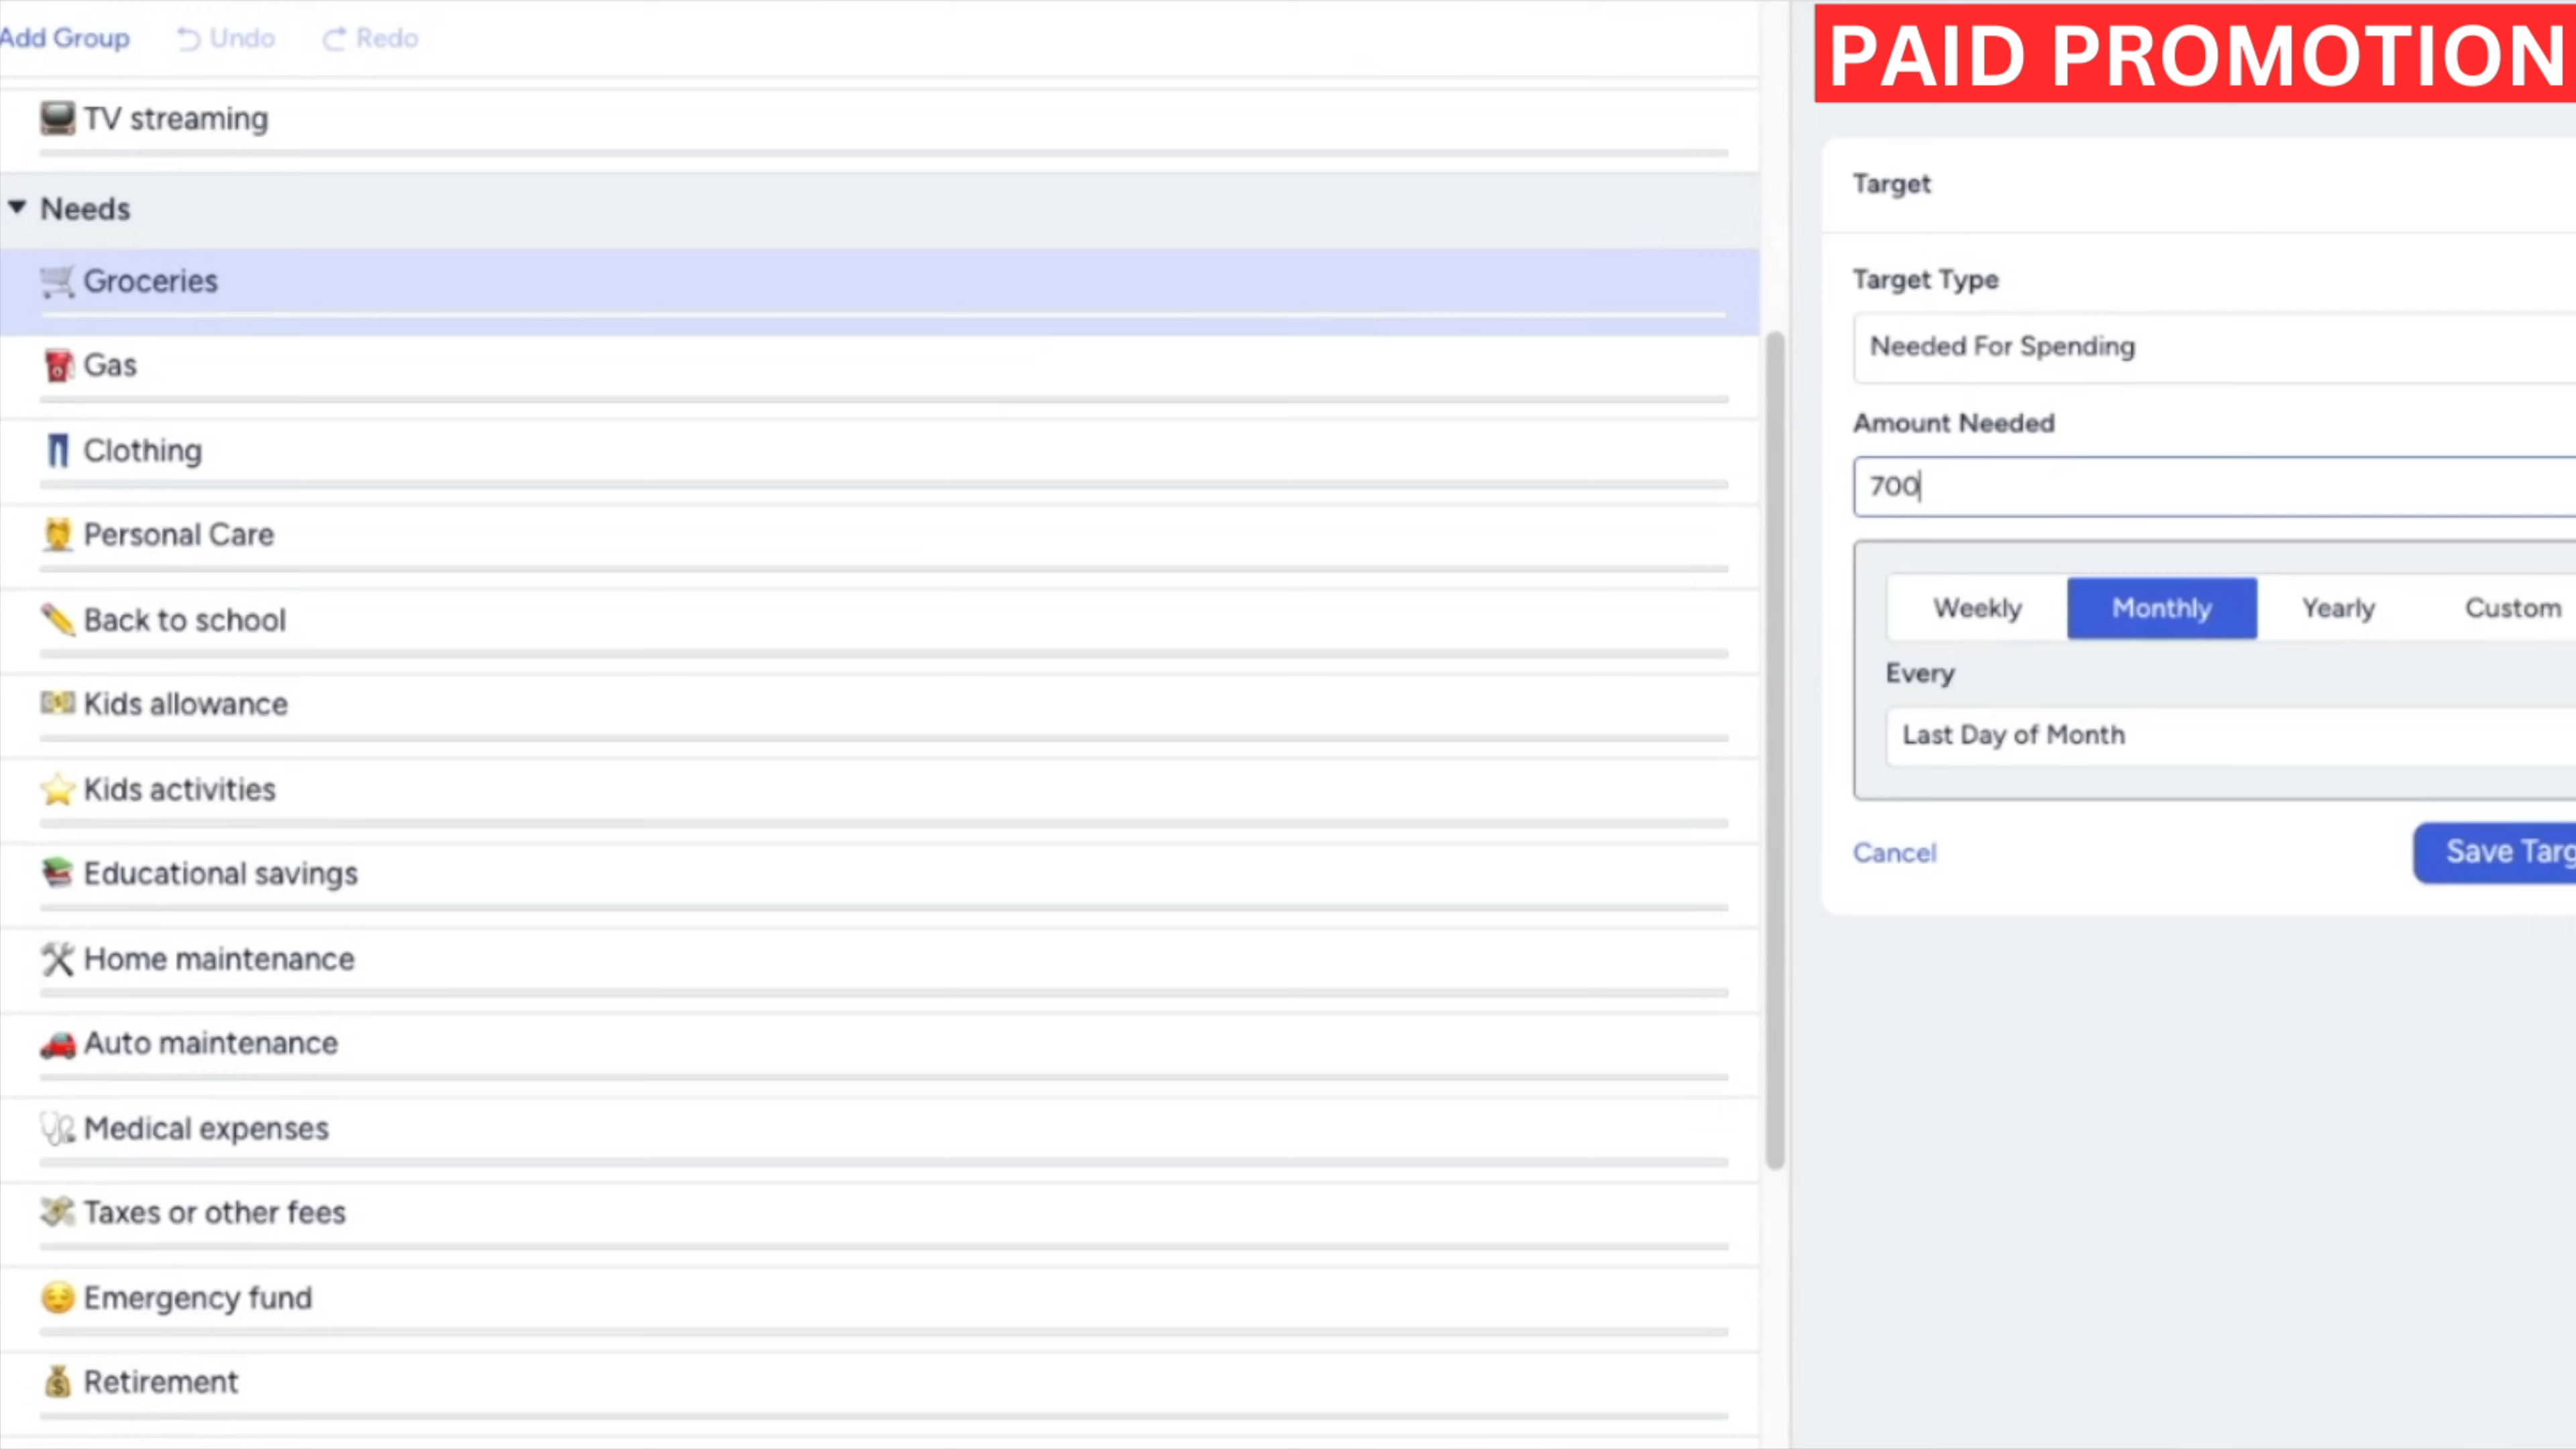 Add Group Undo Redo
PAID PROMOTION
TV streaming
Needs
Groceries
Gas
Clothing
Personal Care
Back to school
Kids allowance
Kids activities
Educational savings
Home maintenance
Auto maintenance
Medical expenses
Taxes or other fees
Emergency fund
Retirement
Target
Target Type
Needed For Spending
Amount Needed
700
Weekly Monthly Yearly Custom
Every
Last Day of Month
Cancel Save Targ